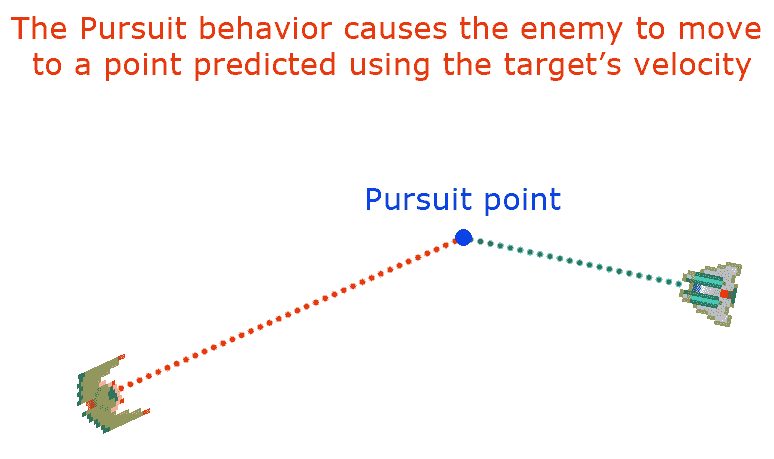 The Pursuit behavior causes the enemy to move
to a point predicted using the target’s velocity
Pursuit point